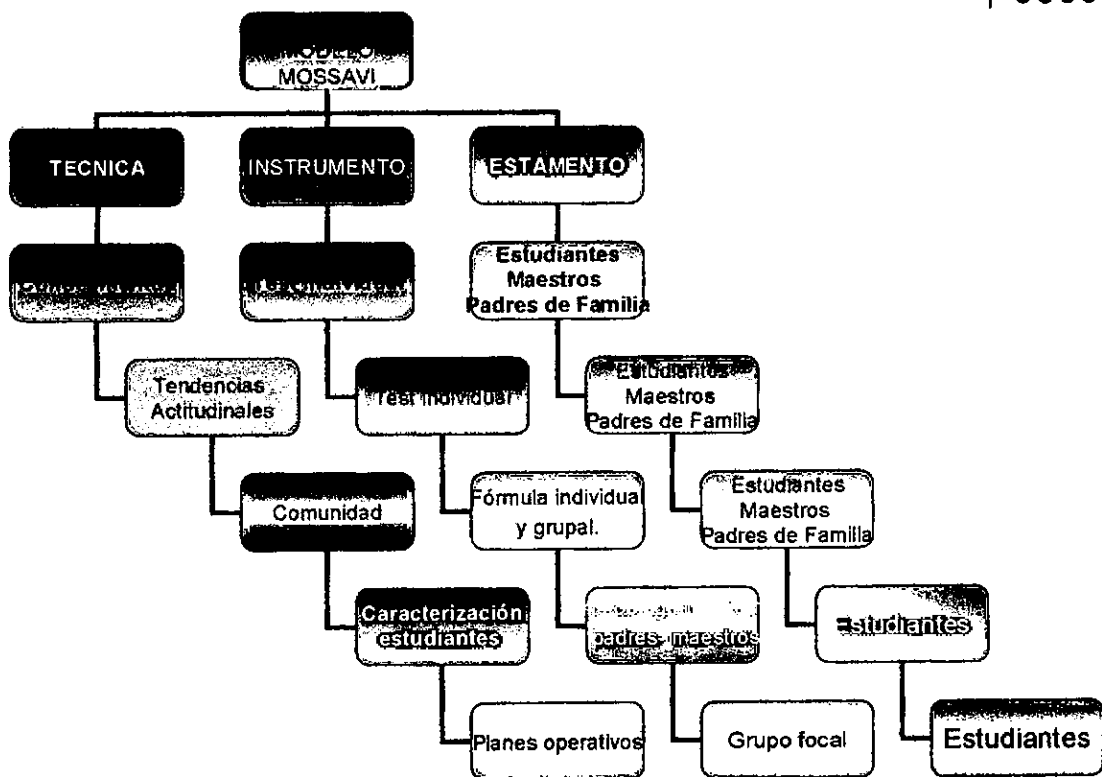 MODELO
MOSSAVI
TECNICA
INSTRUMENTO
ESTAMENTO
Estudiantes
Maestros
Padres de Familia
Tendencias
Actitudinales
Test individual
Estudiantes
Maestros
Padres de Familia
Comunidad
Fórmula individual
y grupal.
Estudiantes
Maestros
Padres de Familia
Caracterización
estudiantes
padres- maestros
Estudiantes
Planes operativos
Grupo focal
Estudiantes